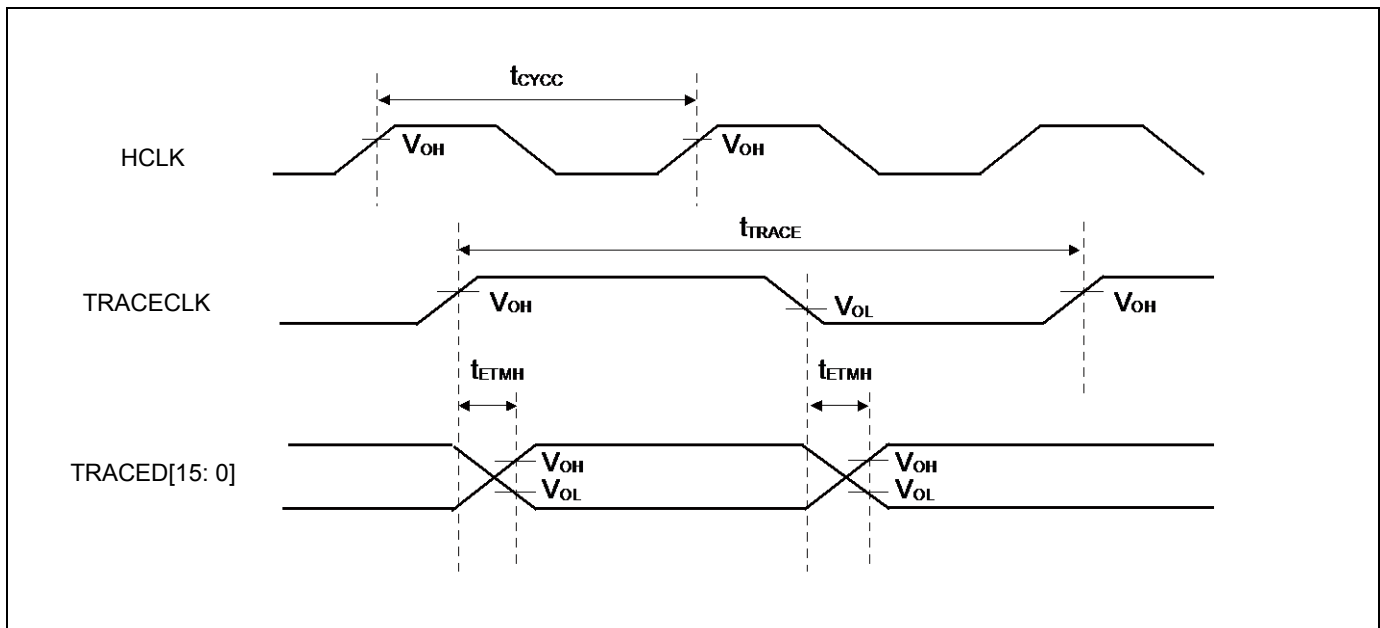 tCYCC
HCLK
VOH
VOH
tTRACE
TRACECLK
VOH
VOL
VOH
tETMH
tETMH
TRACED[15: 0]
VOH
VOL
VOH
VOL